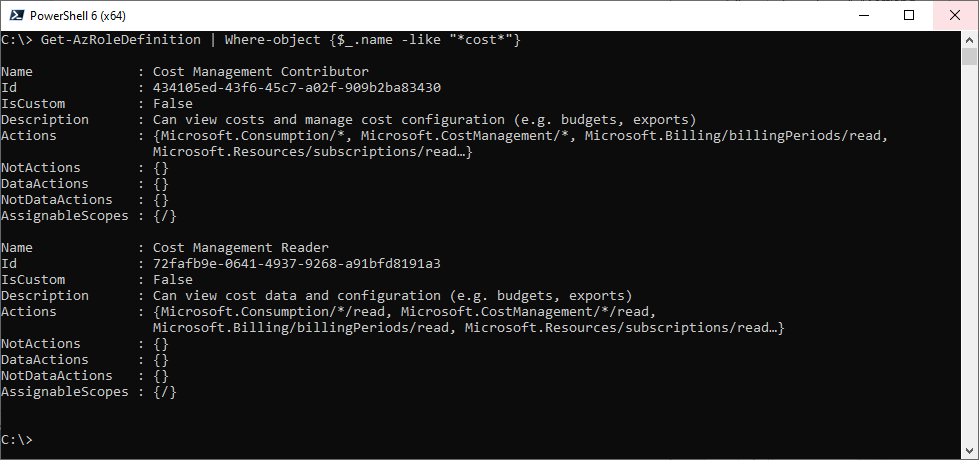 PowerShell 6 (x64)
C:\> Get-AzRoleDefinition | Where-object {$_.name -like "*cost*"}
Name             : Cost Management Contributor
Id               : 434105ed-43f6-45c7-a02f-909b2ba83430
IsCustom         : False
Description      : Can view costs and manage cost configuration (e.g. budgets, exports)
Actions          : {Microsoft.Consumption/*, Microsoft.CostManagement/*, Microsoft.Billing/billingPeriods/read,
                   Microsoft.Resources/subscriptions/read…}
NotActions       : {}
DataActions      : {}
NotDataActions   : {}
AssignableScopes : {/}
Name             : Cost Management Reader
Id               : 72fafb9e-0641-4937-9268-a91bfd8191a3
IsCustom         : False
Description      : Can view cost data and configuration (e.g. budgets, exports)
Actions          : {Microsoft.Consumption/*/read, Microsoft.CostManagement/*/read,
                   Microsoft.Billing/billingPeriods/read, Microsoft.Resources/subscriptions/read…}
NotActions       : {}
DataActions      : {}
NotDataActions   : {}
AssignableScopes : {/}
C:\>